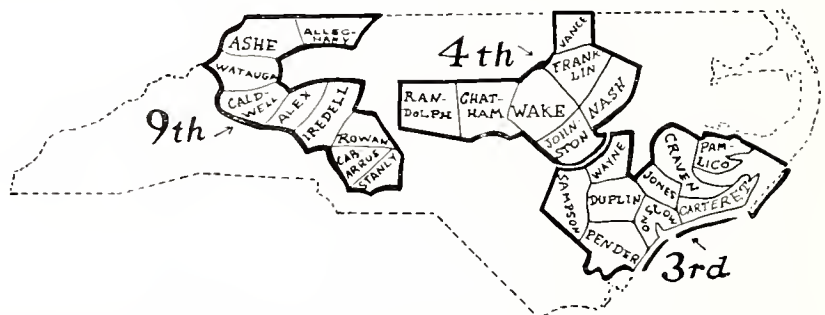 ASHE
ALLEG-
HANY
WATAUGA
CALD-
WELL
ALEX
IREDELL
9th
ROWAN
CAB
ARRUS
STANLY
4th
VANCE
FRANK
LIN
NASH
RAN-
DOLPH
CHAT-
HAM
WAKE
JOHN-
STON
WAYNE
SAMPSON
DUPLIN
PENDER
JONES
ONSLOW
CRAVEN
PAM-
LICO
CARTERET
3rd